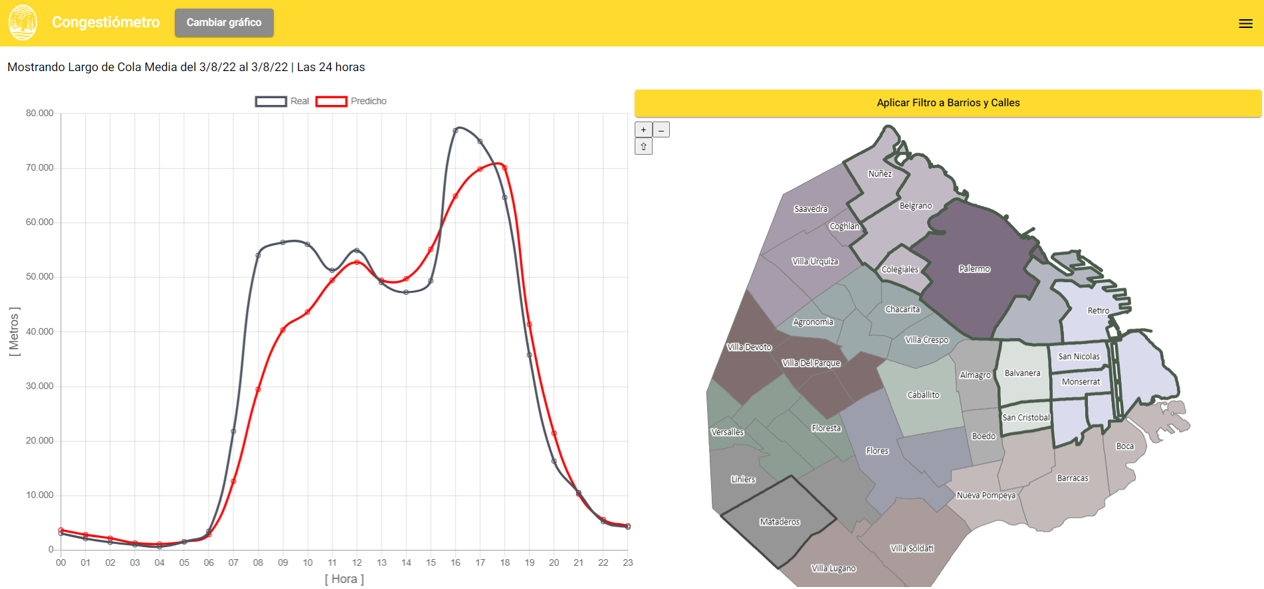 Congestiómetro
Cambiar gráfico
Mostrando Largo de Cola Media del 3/8/22 al 3/8/22 | Las 24 horas
Real Predicho
80.000
70.000
60.000
50.000
40.000
30.000
20.000
10.000
0
[ Metros ]
00 01 02 03 04 05 06 07 08 09 10 11 12 13 14 15 16 17 18 19 20 21 22 23
[ Hora ]
Aplicar Filtro a Barrios y Calles
+ –
⇧
Nuñez
Saavedra
Belgrano
Coghlan
Villa Urquiza
Colegiales
Palermo
Chacarita
Retiro
Agronomia
Villa Crespo
Villa Devoto
San Nicolas
Villa Del Parque
Almagro
Balvanera
Monserrat
Caballito
San Cristobal
Versalles
Floresta
Boedo
Flores
Boca
Liniers
Barracas
Nueva Pompeya
Mataderos
Villa Soldati
Villa Lugano